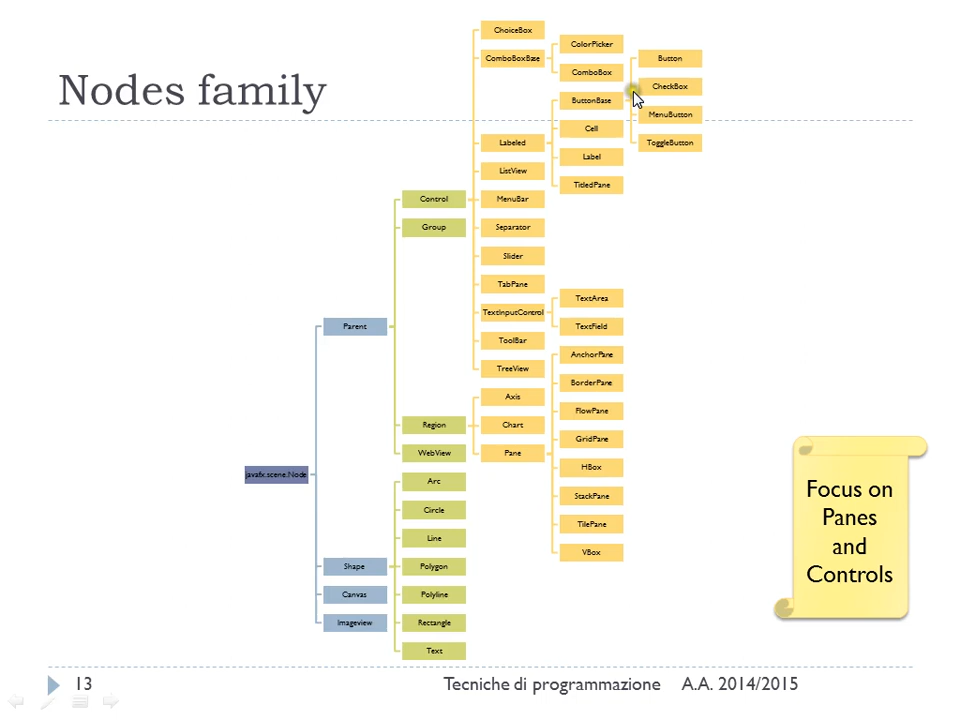 Nodes family
ChoiceBox
ComboBoxBase
ColorPicker
ComboBox
Button
CheckBox
MenuButton
ToggleButton
ButtonBase
Cell
Label
TitledPane
Labeled
ListView
MenuBar
Separator
Slider
TabPane
TextInputControl
TextArea
TextField
ToolBar
TreeView
Control
Group
Parent
Region
WebView
Axis
Chart
Pane
AnchorPane
BorderPane
FlowPane
GridPane
HBox
StackPane
TilePane
VBox
javafx.scene.Node
Shape
Canvas
Imageview
Arc
Circle
Line
Polygon
Polyline
Rectangle
Text
Focus on
Panes
and
Controls
13
Tecniche di programmazione A.A. 2014/2015